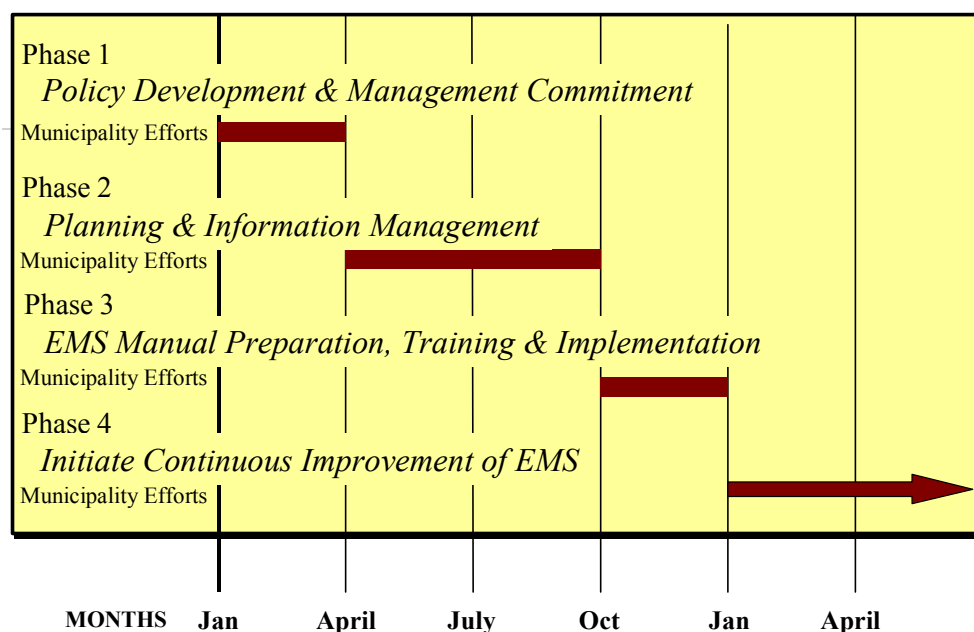 Phase 1
Policy Development & Management Commitment
Municipality Efforts
Phase 2
Planning & Information Management
Municipality Efforts
Phase 3
EMS Manual Preparation, Training & Implementation
Municipality Efforts
Phase 4
Initiate Continuous Improvement of EMS
Municipality Efforts
MONTHS Jan April July Oct Jan April